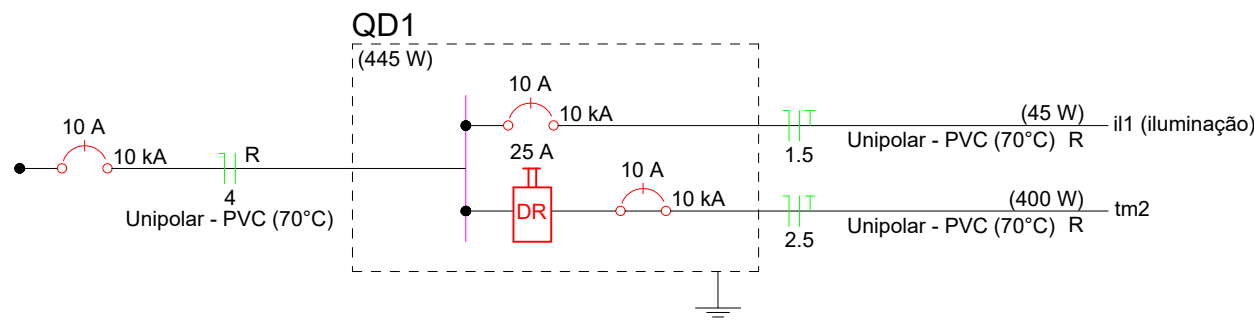 QD1
(445 W)
10 A
10 kA
R
4
Unipolar - PVC (70°C)
10 A
10 kA
(45 W)
il1 (iluminação)
1.5
Unipolar - PVC (70°C) R
25 A
DR
10 A
10 kA
(400 W)
tm2
2.5
Unipolar - PVC (70°C) R